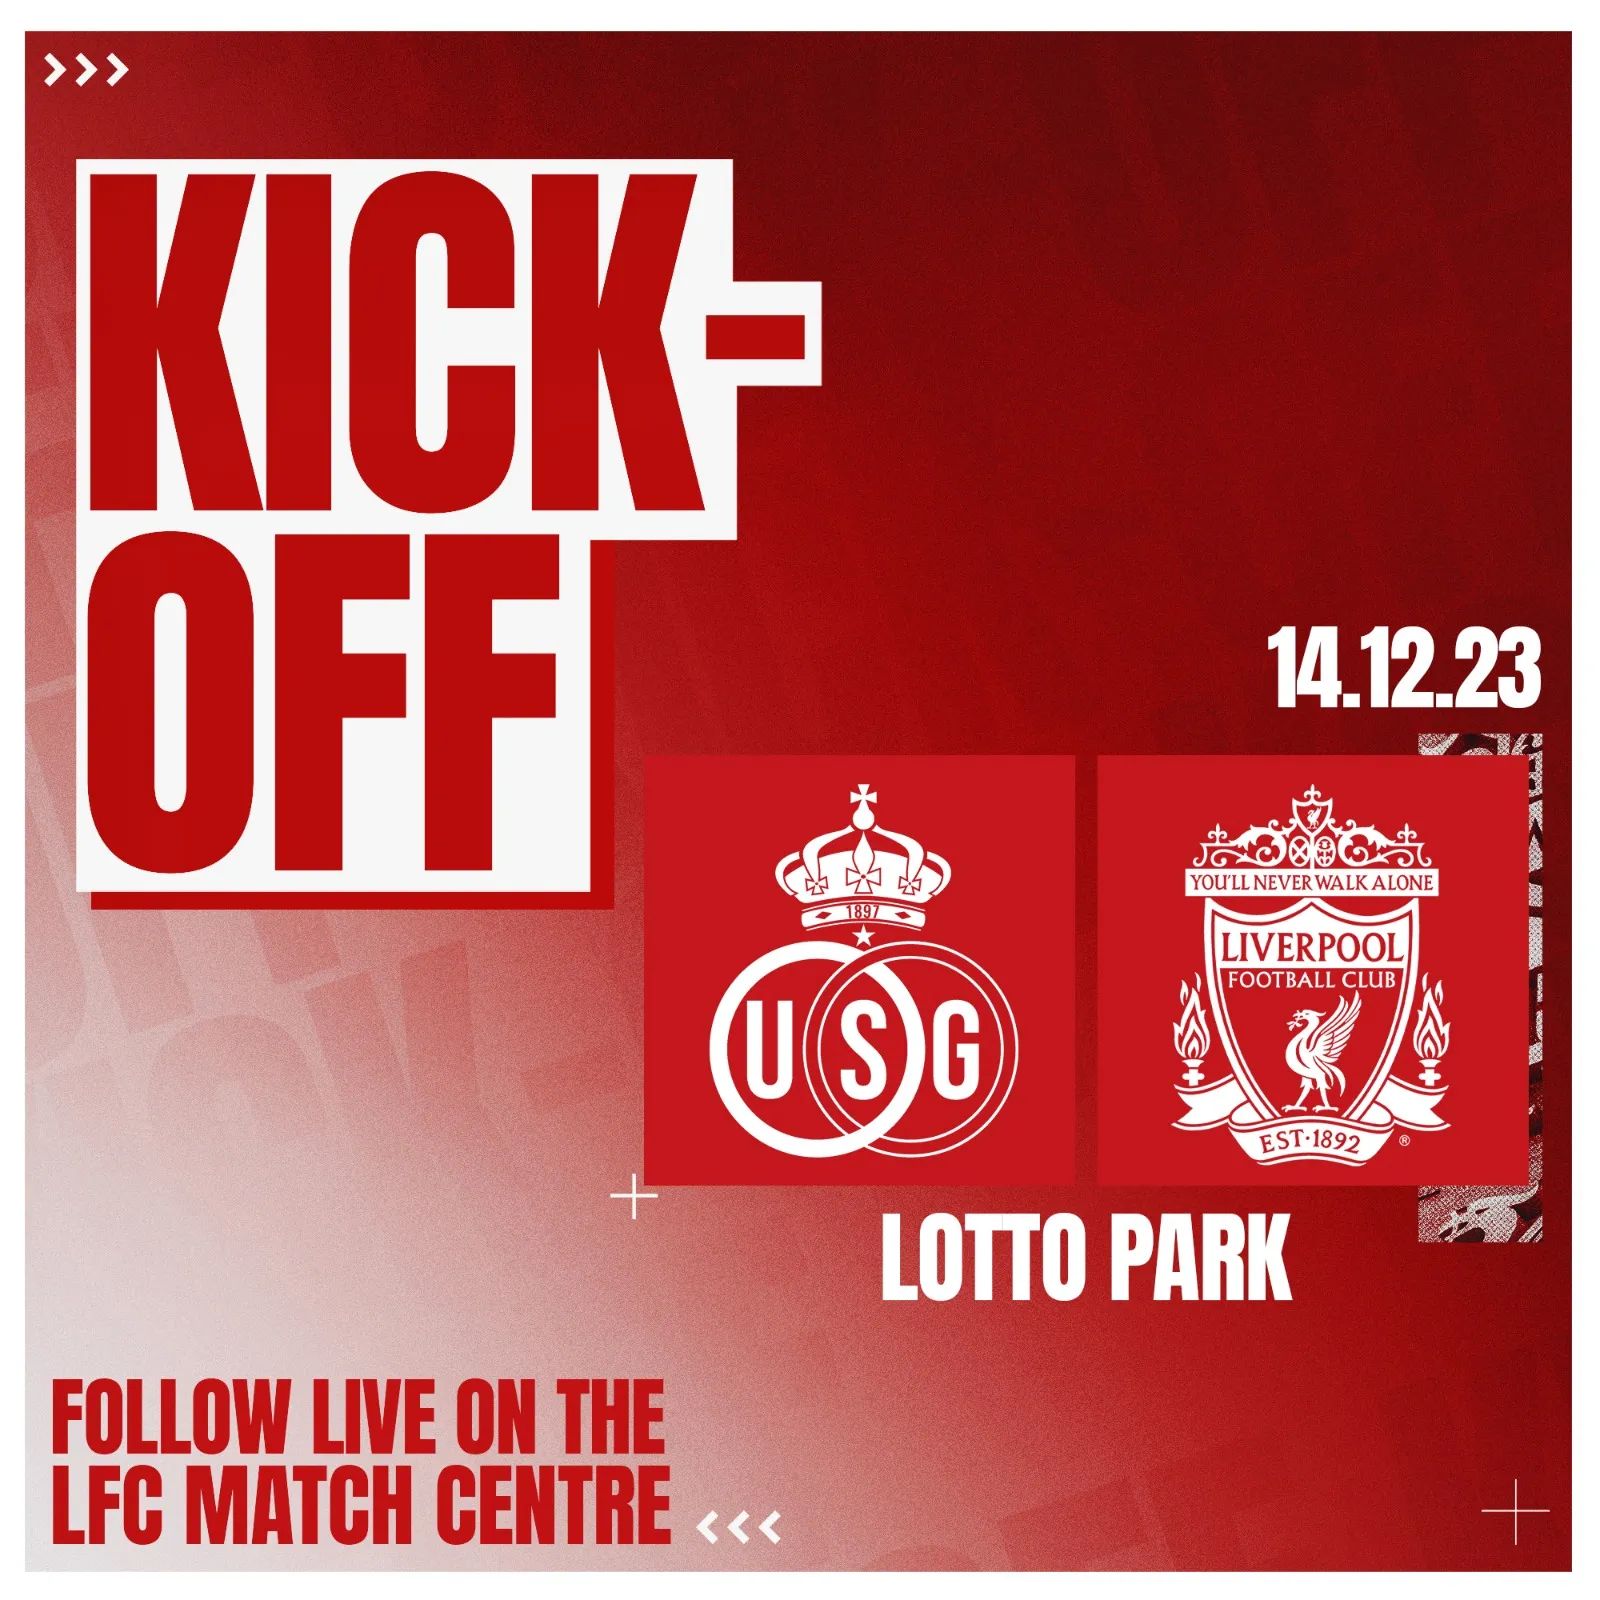 KICK-
OFF
14.12.23
1897
USG
YOU'LL NEVER WALK ALONE
LIVERPOOL
FOOTBALL CLUB
EST·1892
®
LOTTO PARK
FOLLOW LIVE ON THE
LFC MATCH CENTRE